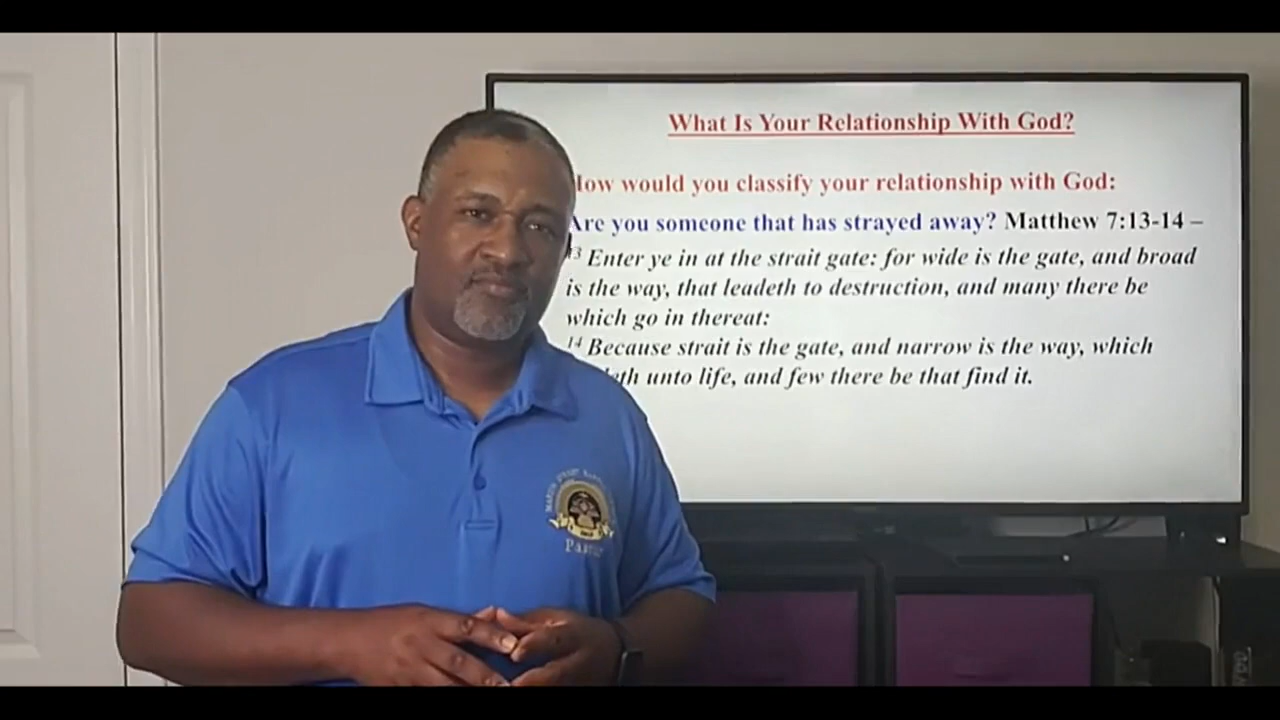 What Is Your Relationship With God?
How would you classify your relationship with God:
Are you someone that has strayed away? Matthew 7:13-14 –
13 Enter ye in at the strait gate: for wide is the gate, and broad
is the way, that leadeth to destruction, and many there be
which go in thereat:
14 Because strait is the gate, and narrow is the way, which
unto life, and few there be that find it.